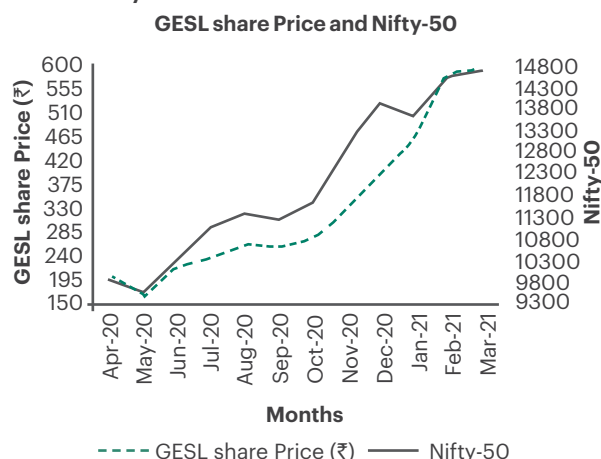 GESL share Price and Nifty-50
GESL share Price (₹)
600
555
510
465
420
375
330
285
240
195
150
14800
14300
13800
13300
12800
12300
11800
11300
10800
10300
9800
9300
Nifty-50
Apr-20
May-20
Jun-20
Jul-20
Aug-20
Sep-20
Oct-20
Nov-20
Dec-20
Jan-21
Feb-21
Mar-21
Months
GESL share Price (₹)
Nifty-50